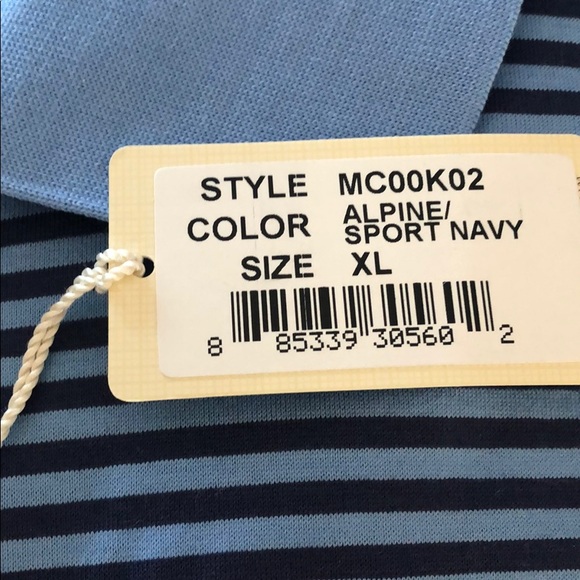 STYLE MC00K02
COLOR ALPINE/
SPORT NAVY
SIZE XL
8 85339 30560 2